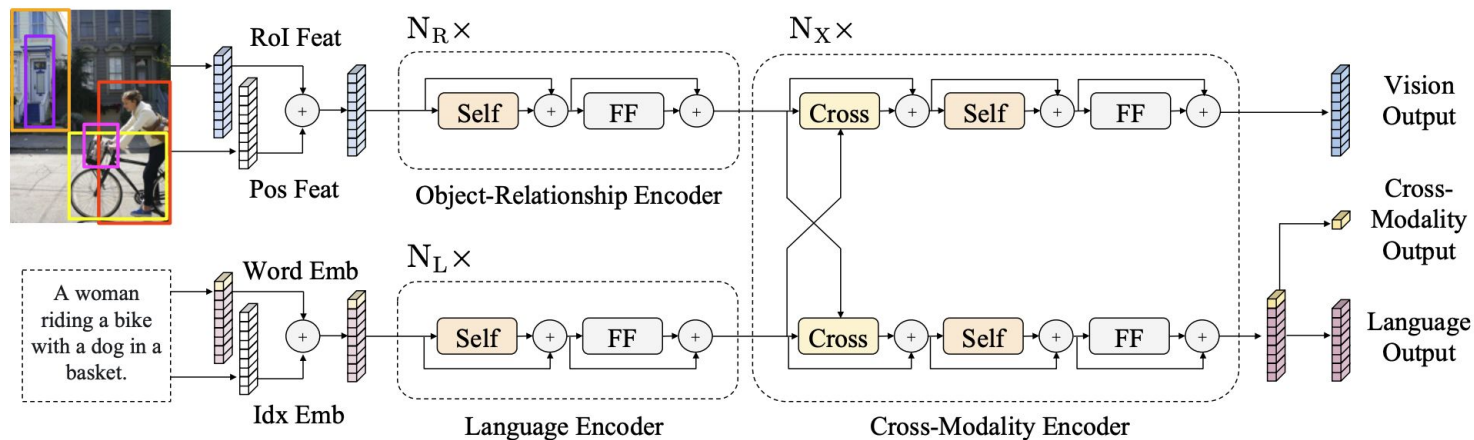 RoI Feat
Pos Feat
N_R×
Self
+
FF
+
+
Object-Relationship Encoder
N_X×
Cross
+
Self
+
FF
+
Vision
Output
Cross-
Modality
Output
A woman
riding a bike
with a dog in a
basket.
Word Emb
Idx Emb
+
N_L×
Self
+
FF
+
Language Encoder
Cross
+
Self
+
FF
+
Cross-Modality Encoder
Language
Output